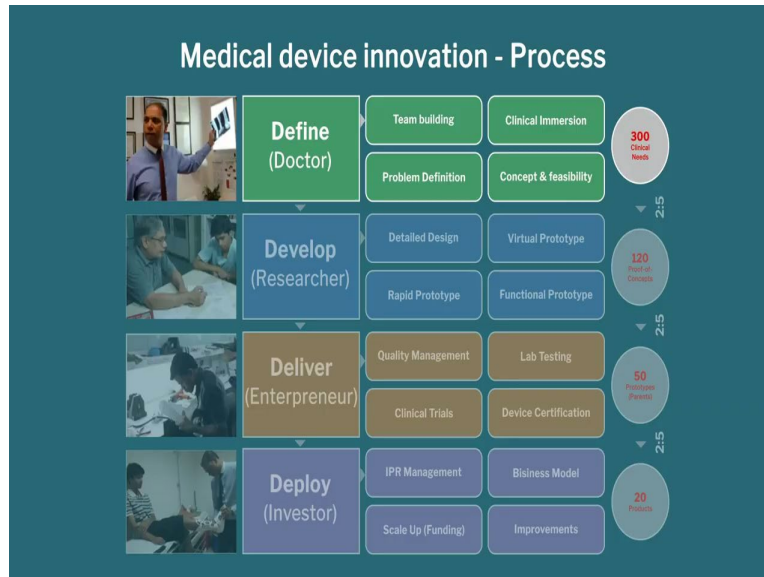 Medical device innovation - Process
Define
(Doctor)
Team building
Clinical Immersion
Problem Definition
Concept & feasibility
300
Clinical
Needs
2:5
Develop
(Researcher)
Detailed Design
Virtual Prototype
Rapid Prototype
Functional Prototype
120
Proof-of-
Concepts
2:5
Deliver
(Enterpreneur)
Quality Management
Lab Testing
Clinical Trials
Device Certification
50
Prototypes
(Patents)
2:5
Deploy
(Investor)
IPR Management
Bisiness Model
Scale Up (Funding)
Improvements
20
Products